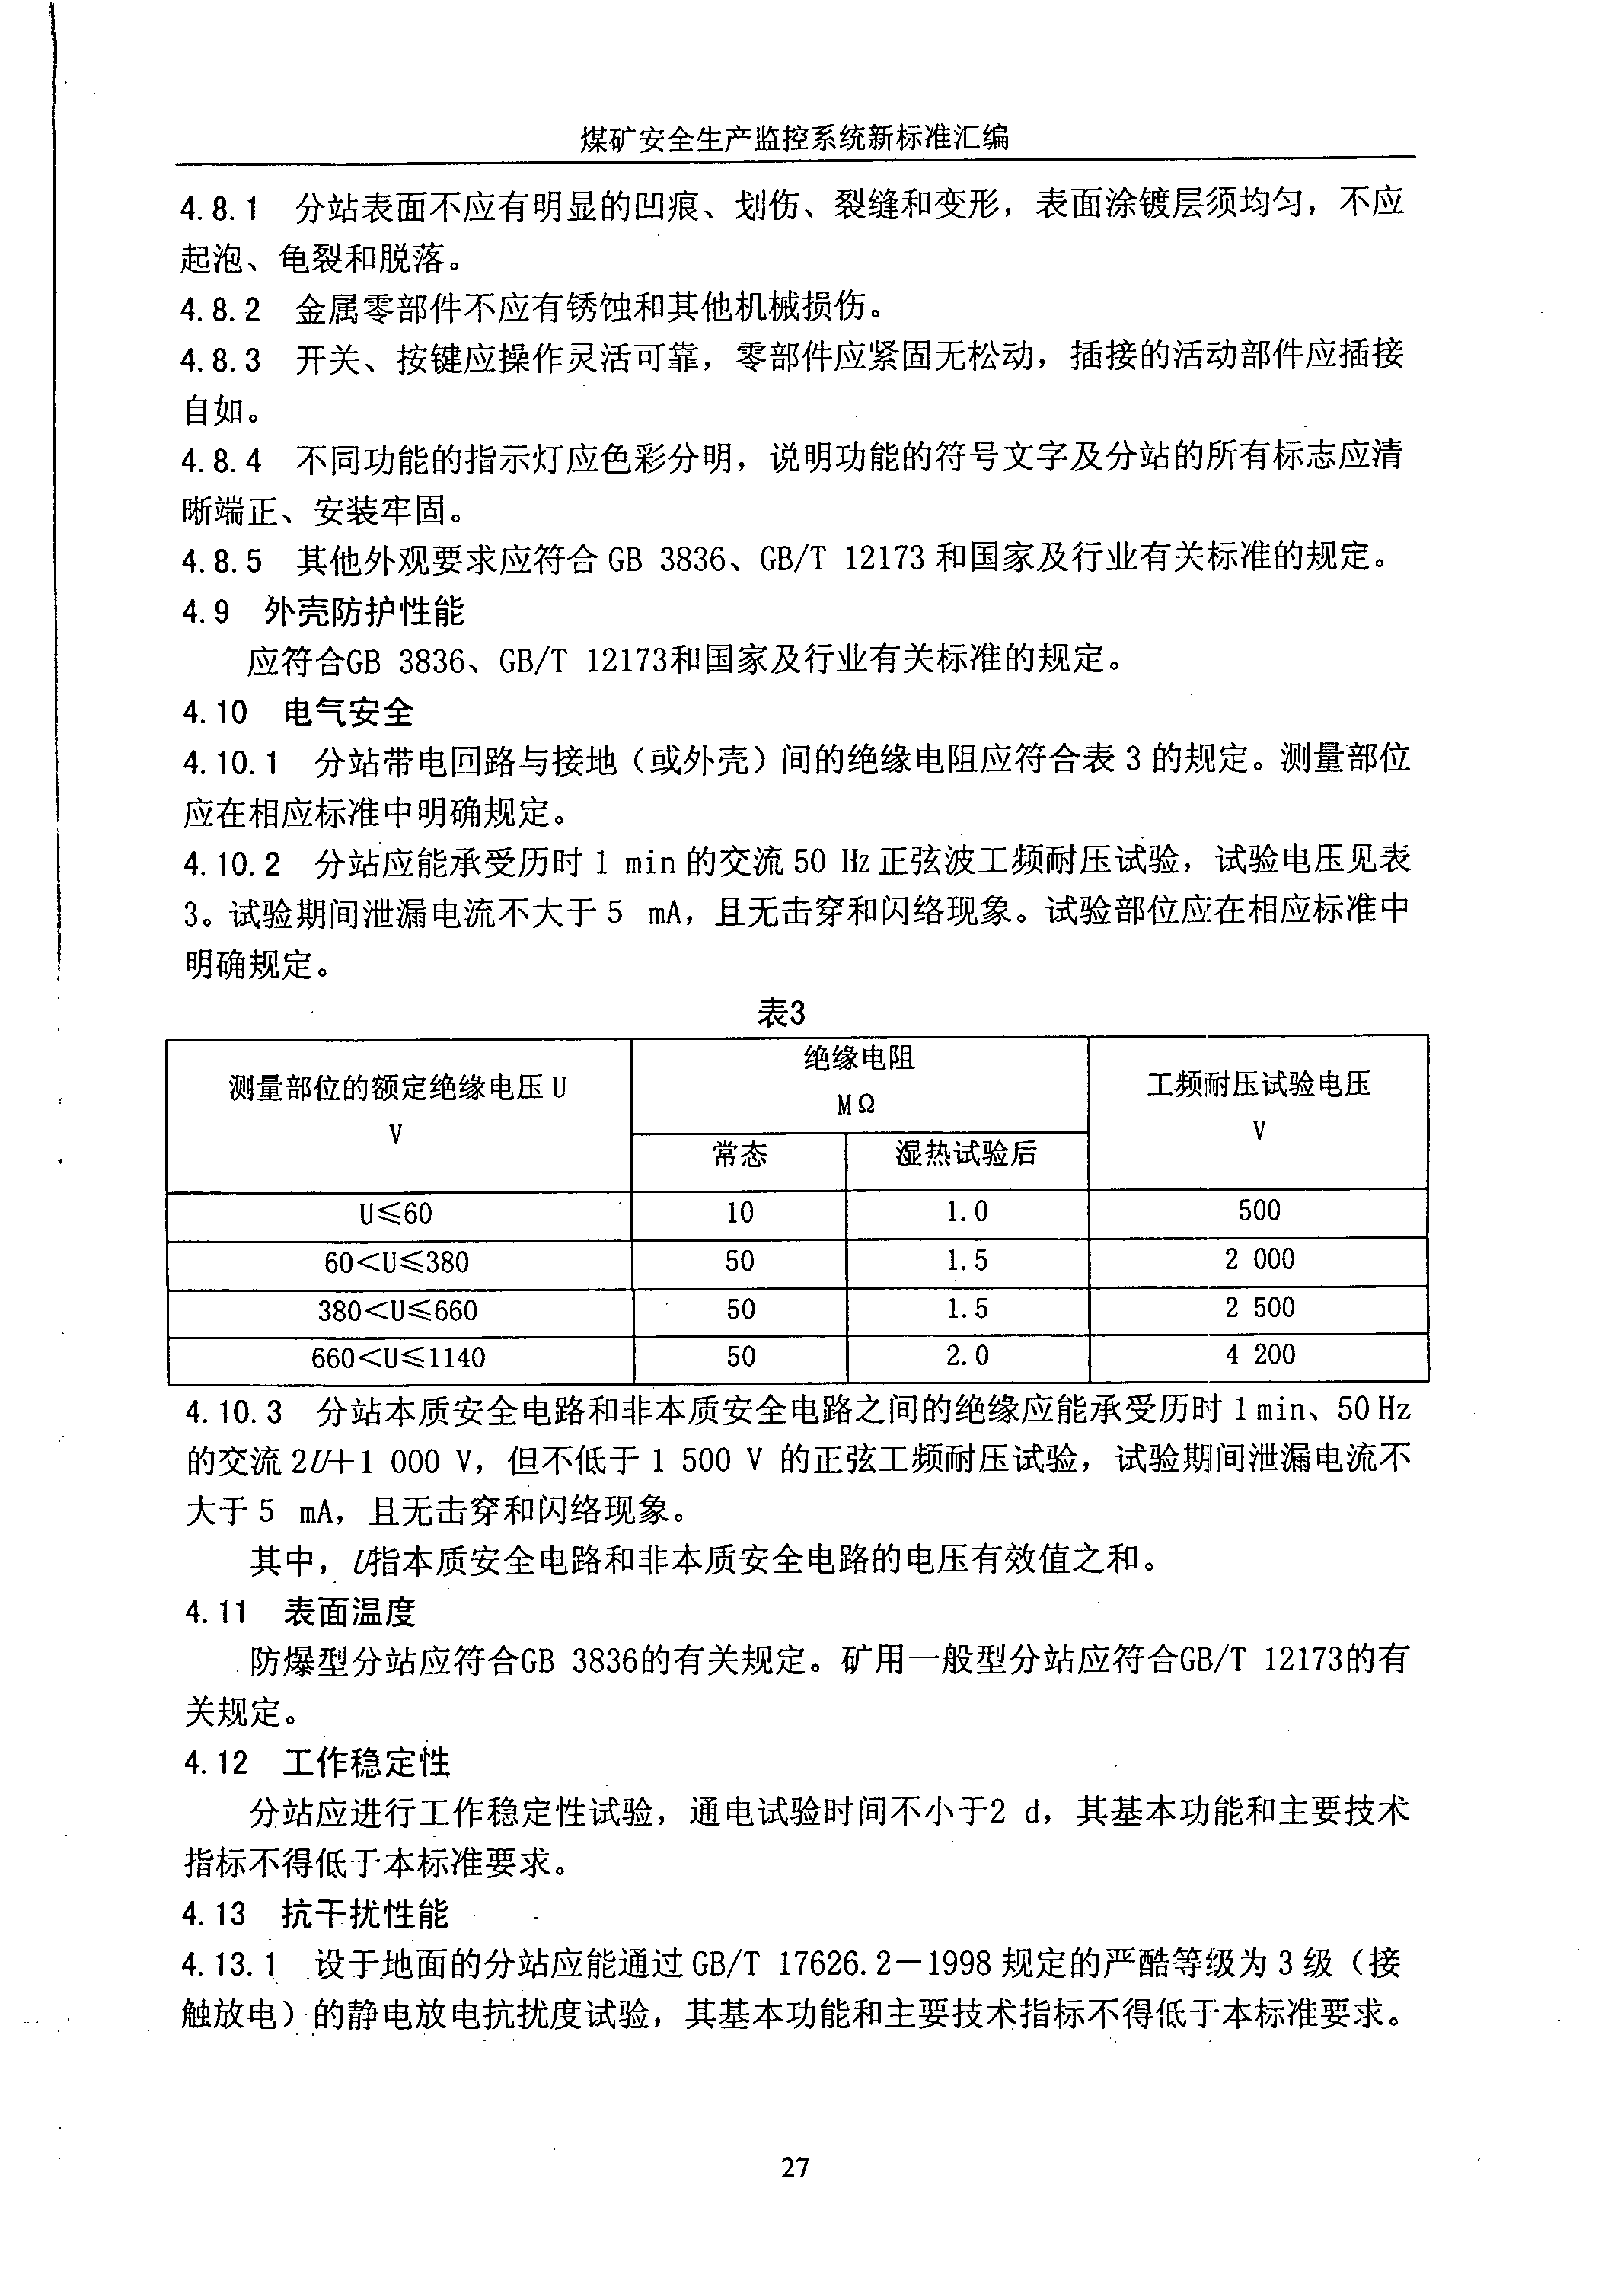 煤矿安全生产监控系统新标准汇编
4.8.1 分站表面不应有明显的凹痕、划伤、裂缝和变形，表面涂镀层须均匀，不应
起泡、龟裂和脱落。
4.8.2 金属零部件不应有锈蚀和其他机械损伤。
4.8.3 开关、按键应操作灵活可靠，零部件应紧固无松动，插接的活动部件应插接
自如。
4.8.4 不同功能的指示灯应色彩分明，说明功能的符号文字及分站的所有标志应清
晰端正、安装牢固。
4.8.5 其他外观要求应符合 GB 3836、GB/T 12173 和国家及行业有关标准的规定。
4.9 外壳防护性能
应符合GB 3836、GB/T 12173和国家及行业有关标准的规定。
4.10 电气安全
4.10.1 分站带电回路与接地（或外壳）间的绝缘电阻应符合表 3 的规定。测量部位
应在相应标准中明确规定。
4.10.2 分站应能承受历时 1 min 的交流 50 Hz 正弦波工频耐压试验，试验电压见表
3。试验期间泄漏电流不大于 5 mA，且无击穿和闪络现象。试验部位应在相应标准中
明确规定。
表3
测量部位的额定绝缘电压 U
V
绝缘电阻
MΩ
工频耐压试验电压
V
常态 湿热试验后
U≤60 10 1.0 500
60<U≤380 50 1.5 2 000
380<U≤660 50 1.5 2 500
660<U≤1140 50 2.0 4 200
4.10.3 分站本质安全电路和非本质安全电路之间的绝缘应能承受历时 1 min、50 Hz
的交流 2U+1 000 V，但不低于 1 500 V 的正弦工频耐压试验，试验期间泄漏电流不
大于 5 mA，且无击穿和闪络现象。
其中，U指本质安全电路和非本质安全电路的电压有效值之和。
4.11 表面温度
防爆型分站应符合GB 3836的有关规定。矿用一般型分站应符合GB/T 12173的有
关规定。
4.12 工作稳定性
分站应进行工作稳定性试验，通电试验时间不小于2 d，其基本功能和主要技术
指标不得低于本标准要求。
4.13 抗干扰性能
4.13.1 设于地面的分站应能通过 GB/T 17626.2－1998 规定的严酷等级为 3 级（接
触放电）的静电放电抗扰度试验，其基本功能和主要技术指标不得低于本标准要求。
27